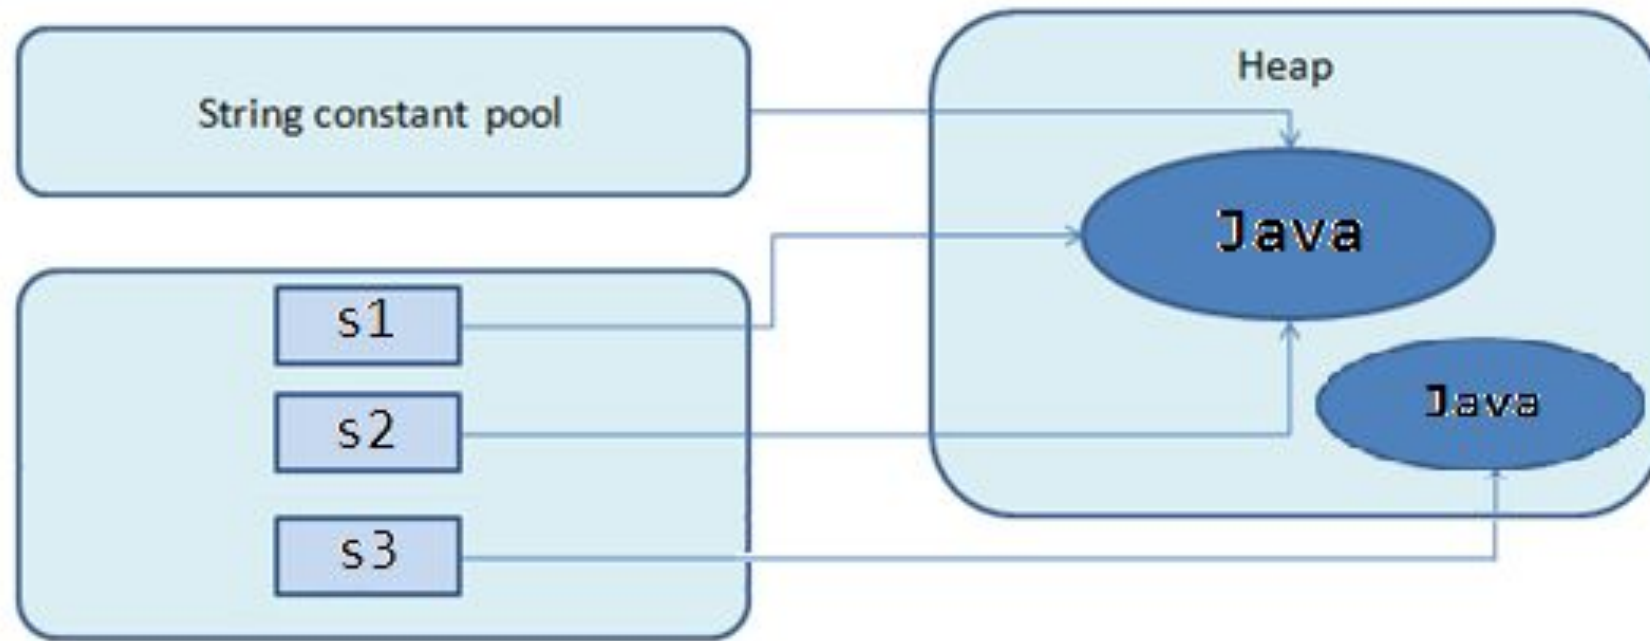 String constant pool
Heap
Java
s1
s2
Java
s3